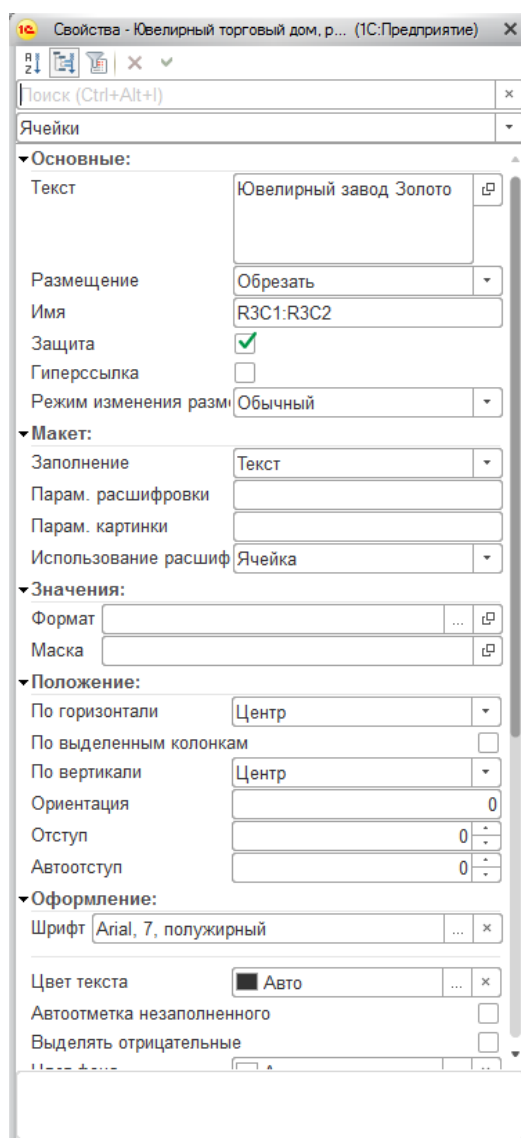 1С Свойства - Ювелирный торговый дом, р... (1С:Предприятие)
Поиск (Ctrl+Alt+I)
Ячейки
Основные:
Текст Ювелирный завод Золото
Размещение Обрезать
Имя R3C1:R3C2
Защита
Гиперссылка
Режим изменения разм Обычный
Макет:
Заполнение Текст
Парам. расшифровки
Парам. картинки
Использование расшиф Ячейка
Значения:
Формат ...
Маска
Положение:
По горизонтали Центр
По выделенным колонкам
По вертикали Центр
Ориентация 0
Отступ 0
Автоотступ 0
Оформление:
Шрифт Arial, 7, полужирный ...
Цвет текста Авто ...
Автоотметка незаполненного
Выделять отрицательные